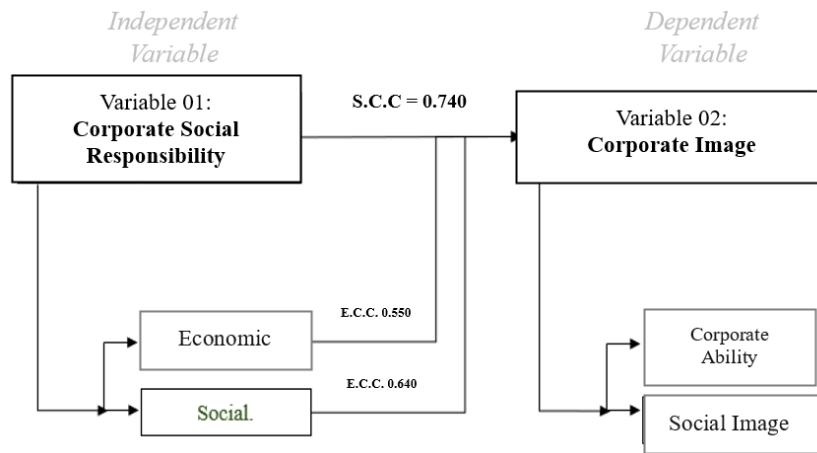 Independent
Variable
Dependent
Variable
Variable 01:
Corporate Social
Responsibility
S.C.C = 0.740
Variable 02:
Corporate Image
Economic
E.C.C. 0.550
Social.
E.C.C. 0.640
Corporate
Ability
Social Image